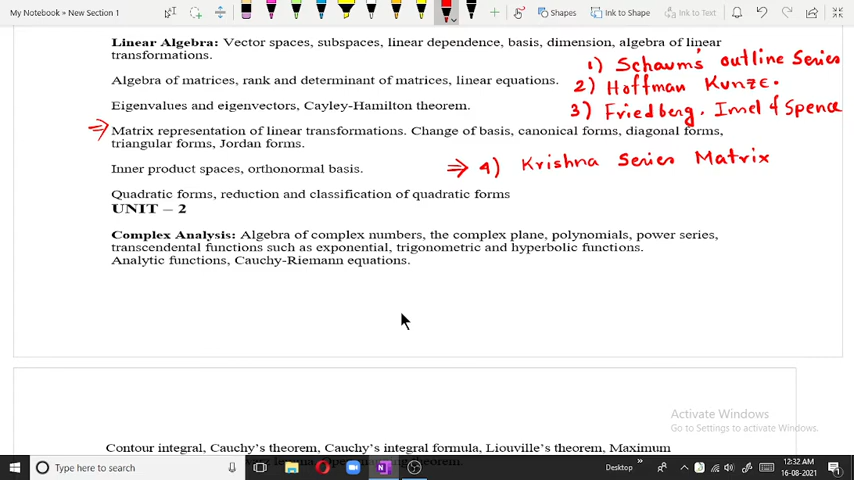 My Notebook » New Section 1
Shapes
Ink to Shape
Ink to Text
Linear Algebra: Vector spaces, subspaces, linear dependence, basis, dimension, algebra of linear
transformations.
1) Schaum's outline Series
Algebra of matrices, rank and determinant of matrices, linear equations.
2) Hoffman Kunze.
Eigenvalues and eigenvectors, Cayley-Hamilton theorem.
3) Friedberg. Insel & Spence
⇒ Matrix representation of linear transformations. Change of basis, canonical forms, diagonal forms,
triangular forms, Jordan forms.
⇒ 4) Krishna Series Matrix
Inner product spaces, orthonormal basis.
Quadratic forms, reduction and classification of quadratic forms
UNIT – 2
Complex Analysis: Algebra of complex numbers, the complex plane, polynomials, power series,
transcendental functions such as exponential, trigonometric and hyperbolic functions.
Analytic functions, Cauchy-Riemann equations.
Activate Windows
Go to Settings to activate Windows.
Contour integral, Cauchy's theorem, Cauchy's integral formula, Liouville's theorem, Maximum
Type here to search
Desktop
12:32 AM
16-08-2021